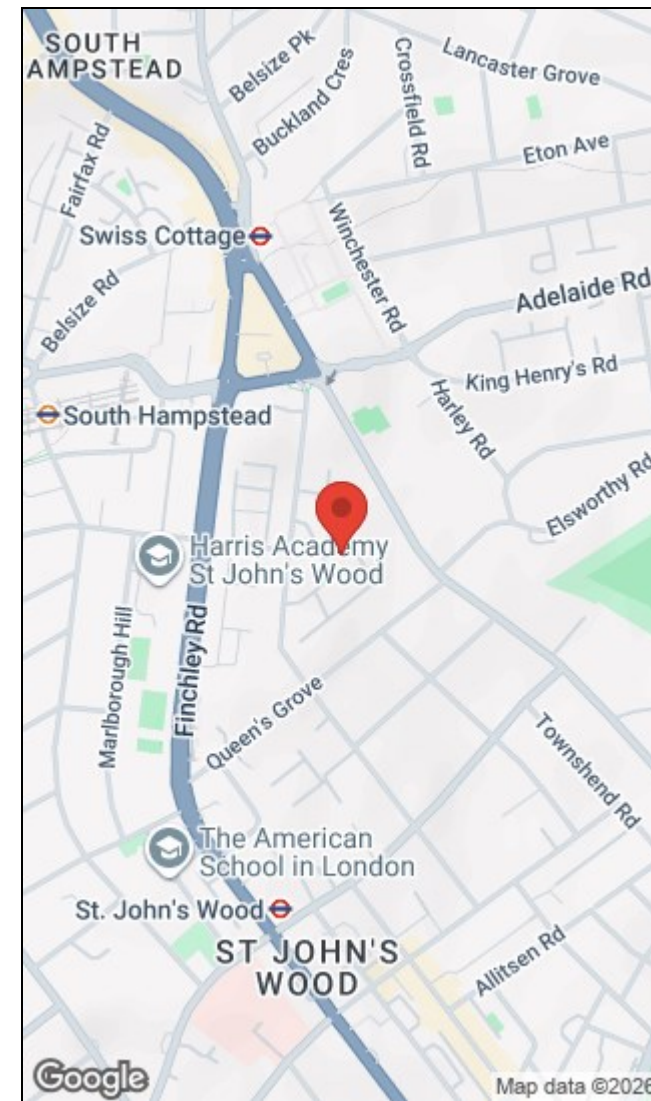 SOUTH
AMPSTEAD
Belsize Pk
Buckland Cres
Crossfield Rd
Lancaster Grove
Eton Ave
Fairfax Rd
Swiss Cottage
Winchester Rd
Belsize Rd
Adelaide Rd
King Henry's Rd
South Hampstead
Harley Rd
Elsworthy Rd
Harris Academy
St John's Wood
Marlborough Hill
Finchley Rd
Queen's Grove
Townshend Rd
The American
School in London
St. John's Wood
ST JOHN'S
WOOD
Allitsen Rd
Google
Map data ©2026